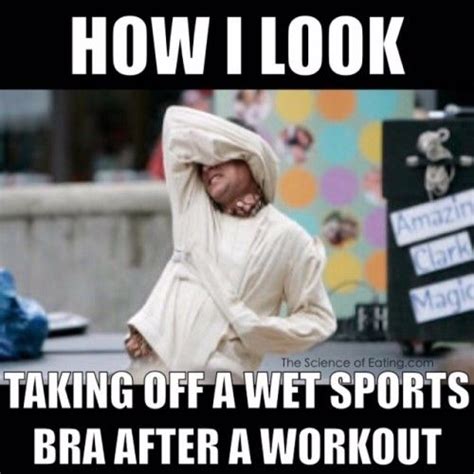 HOW I LOOK
Amazin
Clark
Magic
The Science of Eating.com
TAKING OFF A WET SPORTS
BRA AFTER A WORKOUT